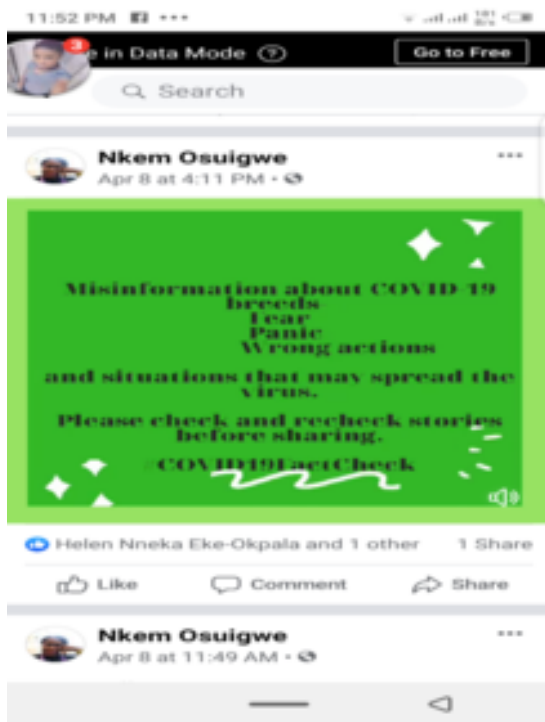 11:52 PM
181 B/s
e in Data Mode ? Go to Free
3
Search
Nkem Osuigwe
Apr 8 at 4:11 PM
Misinformation about COVID-19
breeds
Fear
Panic
Wrong actions
and situations that may spread the
virus.
Please check and recheck stories
before sharing.
#COVID19FactCheck
Helen Nneka Eke-Okpala and 1 other 1 Share
Like Comment Share
Nkem Osuigwe
Apr 8 at 11:49 AM